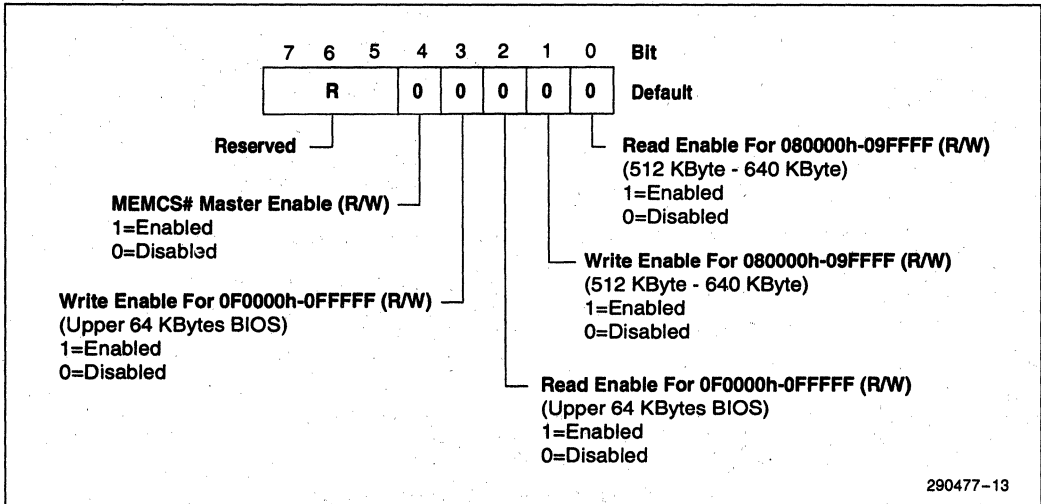 7 6 5 4 3 2 1 0 Bit
R 0 0 0 0 0 Default
Reserved
MEMCS# Master Enable (R/W)
1=Enabled
0=Disabled
Write Enable For 0F0000h-0FFFFF (R/W)
(Upper 64 KBytes BIOS)
1=Enabled
0=Disabled
Read Enable For 080000h-09FFFF (R/W)
(512 KByte - 640 KByte)
1=Enabled
0=Disabled
Write Enable For 080000h-09FFFF (R/W)
(512 KByte - 640 KByte)
1=Enabled
0=Disabled
Read Enable For 0F0000h-0FFFFF (R/W)
(Upper 64 KBytes BIOS)
1=Enabled
0=Disabled
290477-13